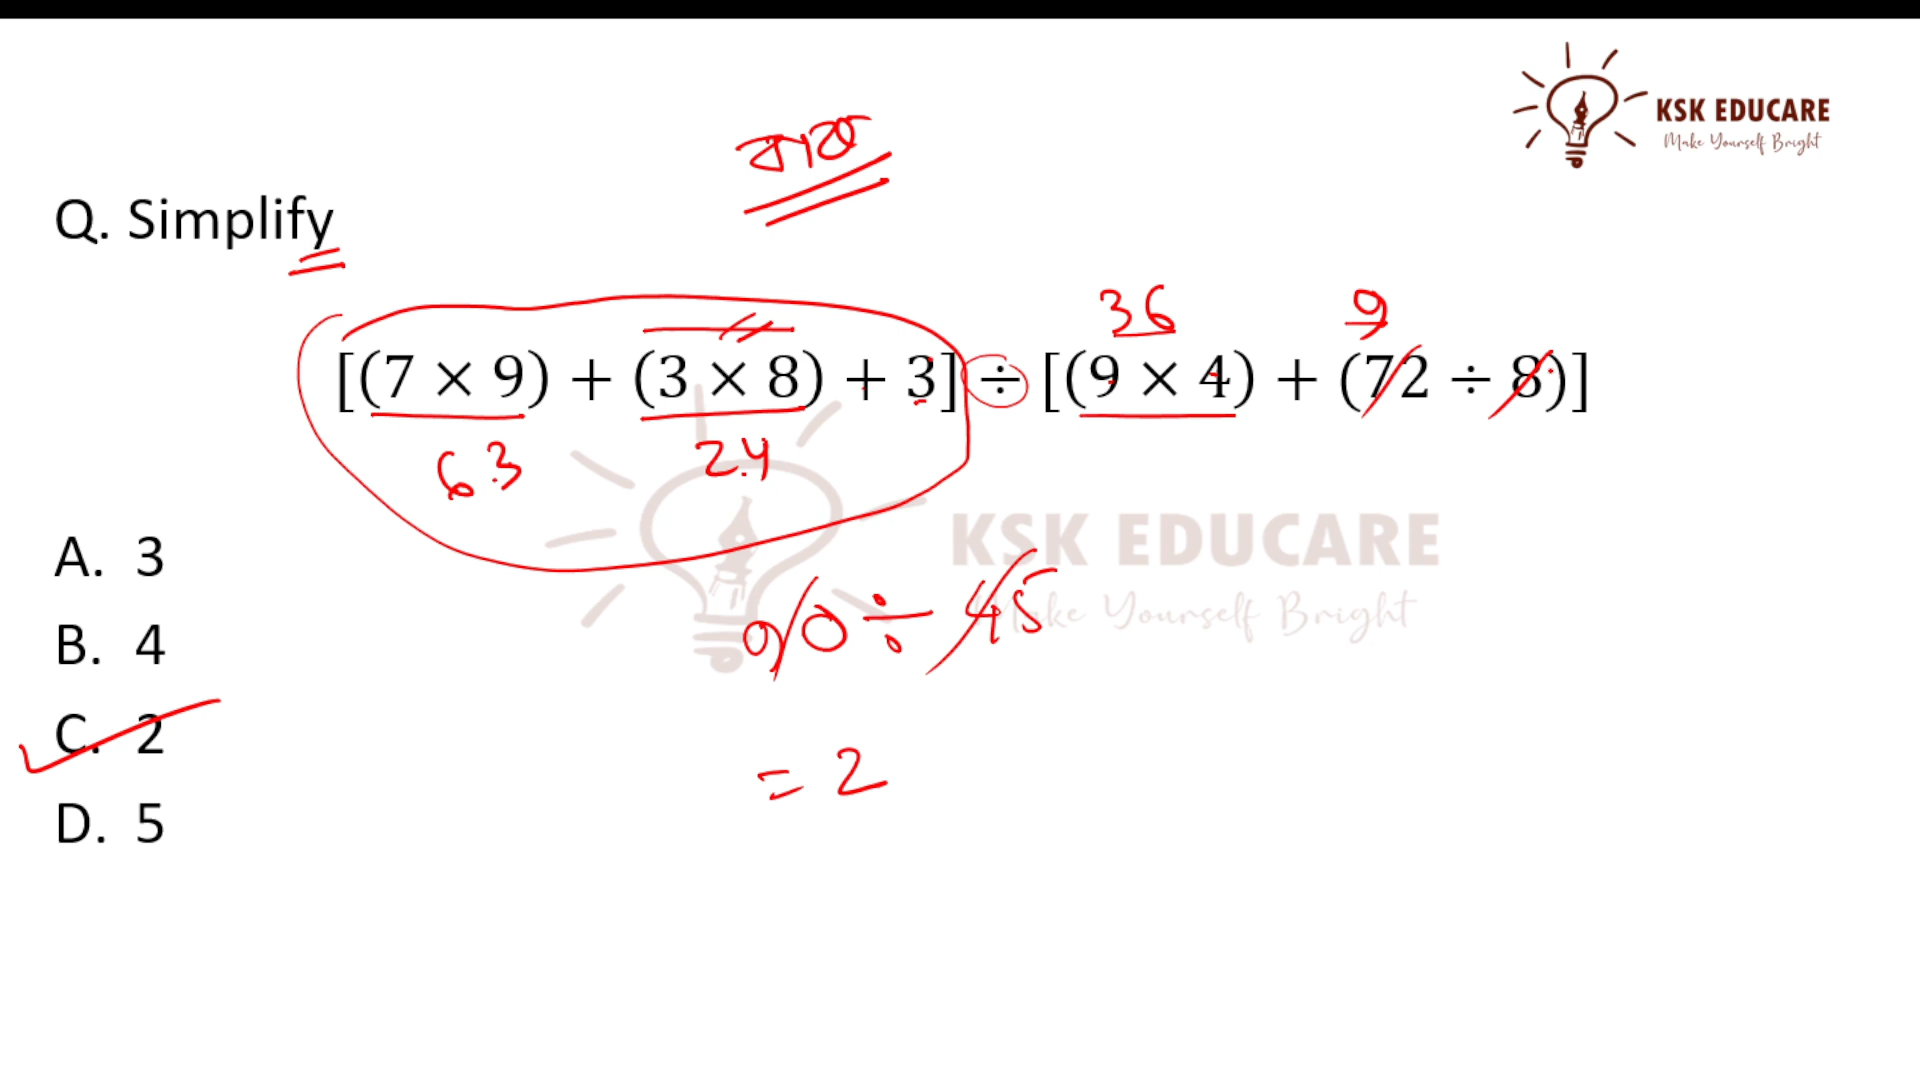 KSK EDUCARE
Make Yourself Bright
Q. Simplify
36 9
[(7 × 9) + (3 × 8) + 3] ÷ [(9 × 4) + (72 ÷ 8)]
63 24
KSK EDUCARE
Make Yourself Bright
90 ÷ 45
= 2
A. 3
B. 4
C. 2
D. 5